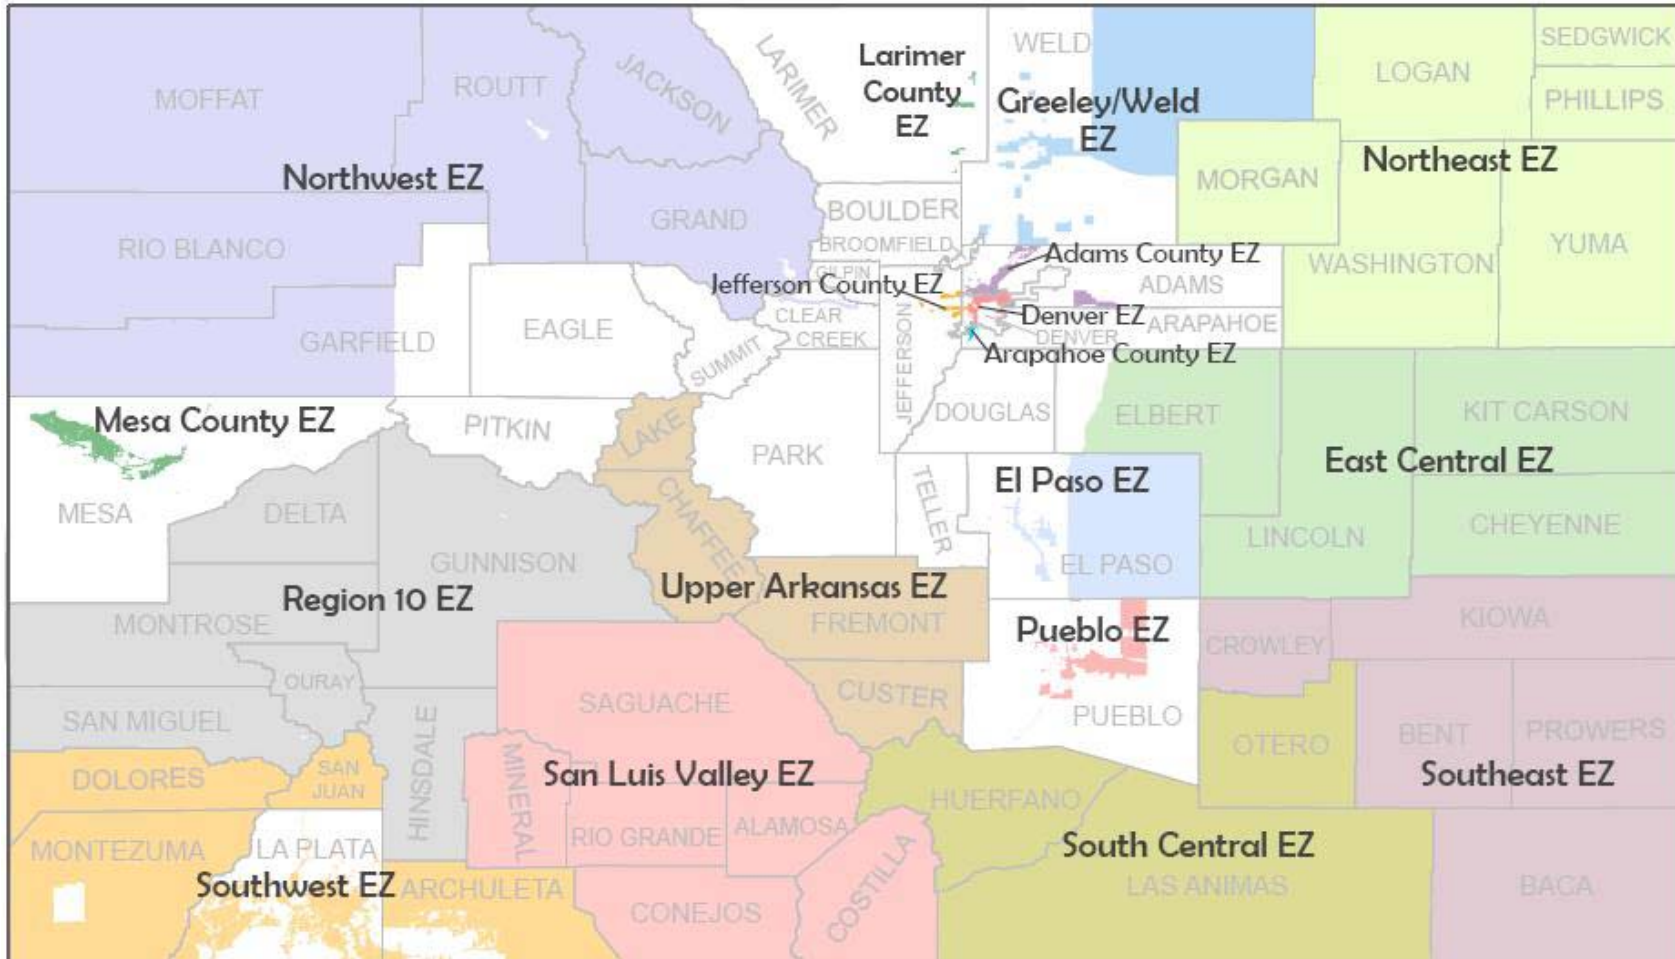 SEDGWICK
WELD
LARIMER
Larimer
County
EZ
JACKSON
ROUTT
MOFFAT
LOGAN
PHILLIPS
Greeley/Weld
EZ
Northeast EZ
Northwest EZ
MORGAN
BOULDER
GRAND
BROOMFIELD
RIO BLANCO
YUMA
WASHINGTON
Adams County EZ
GILPIN
Jefferson County EZ
ADAMS
CLEAR
CREEK
Denver EZ
DENVER
ARAPAHOE
EAGLE
GARFIELD
SUMMIT
JEFFERSON
Arapahoe County EZ
DOUGLAS
ELBERT
KIT CARSON
Mesa County EZ
PITKIN
LAKE
PARK
East Central EZ
El Paso EZ
TELLER
MESA
DELTA
CHAFFEE
CHEYENNE
LINCOLN
GUNNISON
EL PASO
Upper Arkansas EZ
Region 10 EZ
MONTROSE
FREMONT
Pueblo EZ
CROWLEY
KIOWA
OURAY
SAGUACHE
CUSTER
PUEBLO
SAN MIGUEL
HINSDALE
OTERO
BENT
PROWERS
DOLORES
SAN
JUAN
MINERAL
San Luis Valley EZ
Southeast EZ
HUERFANO
RIO GRANDE
ALAMOSA
MONTEZUMA
LA PLATA
South Central EZ
Southwest EZ
ARCHULETA
CONEJOS
COSTILLA
LAS ANIMAS
BACA